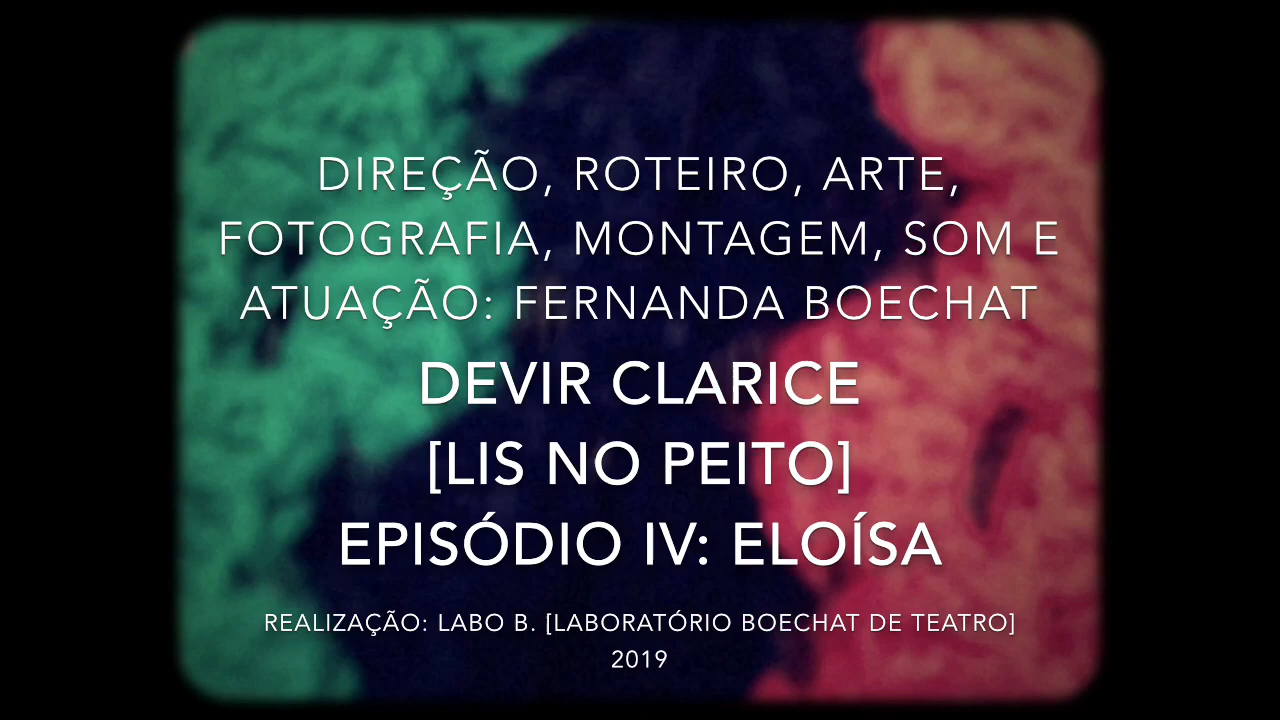 DIREÇÃO, ROTEIRO, ARTE,
FOTOGRAFIA, MONTAGEM, SOM E
ATUAÇÃO: FERNANDA BOECHAT
DEVIR CLARICE
[LIS NO PEITO]
EPISÓDIO IV: ELOÍSA
REALIZAÇÃO: LABO B. [LABORATÓRIO BOECHAT DE TEATRO]
2019